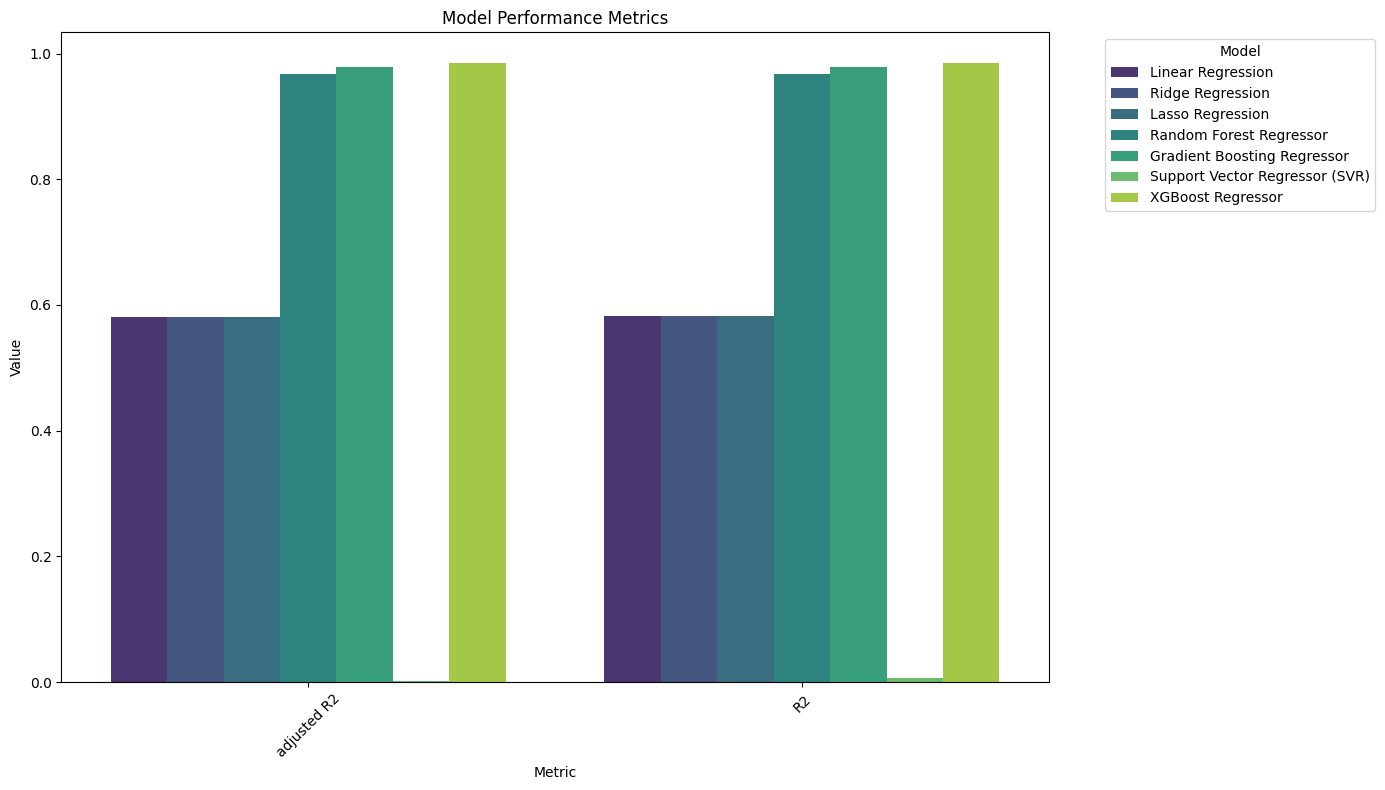 Model Performance Metrics
Value
1.0
0.8
0.6
0.4
0.2
0.0
adjusted R2
R2
Metric
Model
Linear Regression
Ridge Regression
Lasso Regression
Random Forest Regressor
Gradient Boosting Regressor
Support Vector Regressor (SVR)
XGBoost Regressor